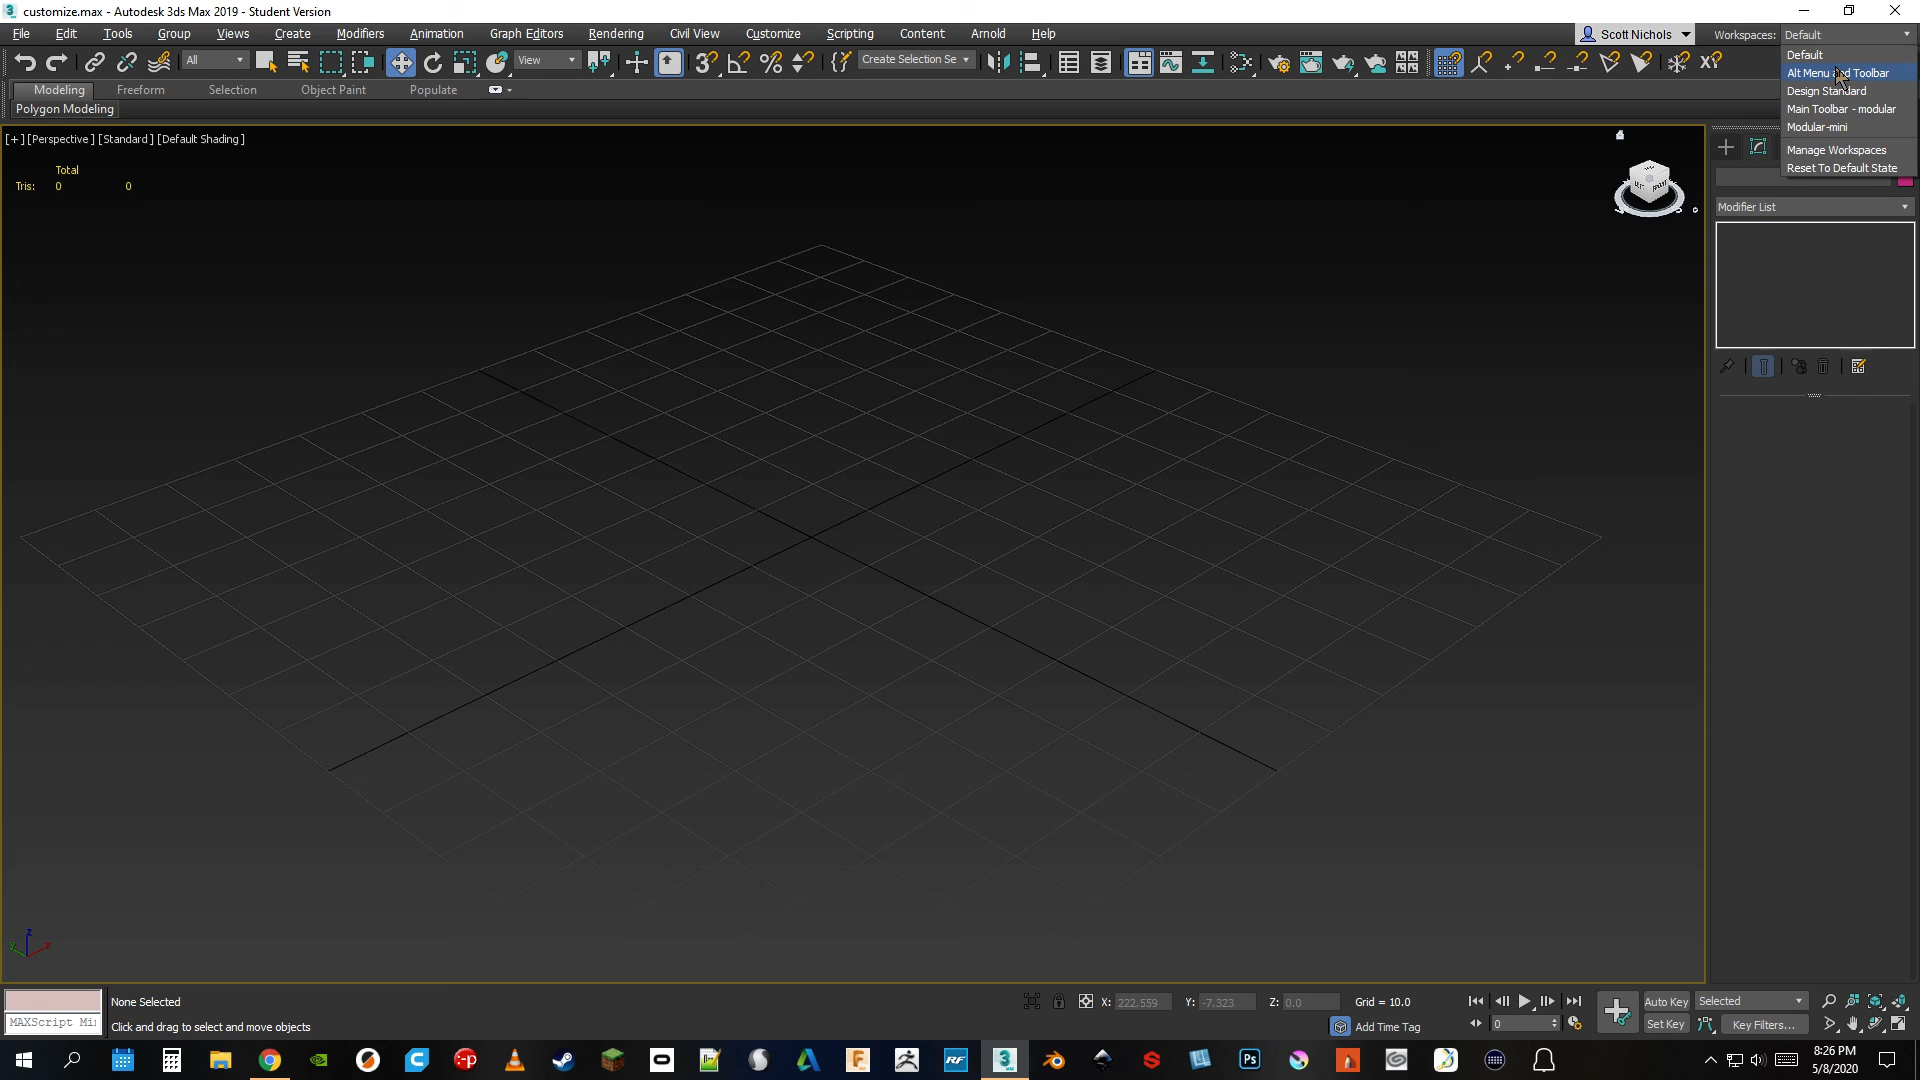 customize.max - Autodesk 3ds Max 2019 - Student Version
File Edit Tools Group Views Create Modifiers Animation Graph Editors Rendering Civil View Customize Scripting Content Arnold Help
Scott Nichols Workspaces: Default
All View Create Selection Se
Default
Alt Menu and Toolbar
Design Standard
Main Toolbar - modular
Modular-mini
Manage Workspaces
Reset To Default State
Modeling Freeform Selection Object Paint Populate
Polygon Modeling
[+] [Perspective] [Standard] [Default Shading]
Total
Tris: 0 0
Modifier List
z
y x
None Selected
X: 222.559 Y: -7.323 Z: 0.0 Grid = 10.0
Auto Key Selected
MAXScript Mi
Click and drag to select and move objects
Add Time Tag
0
Set Key Key Filters...
8:26 PM
5/8/2020